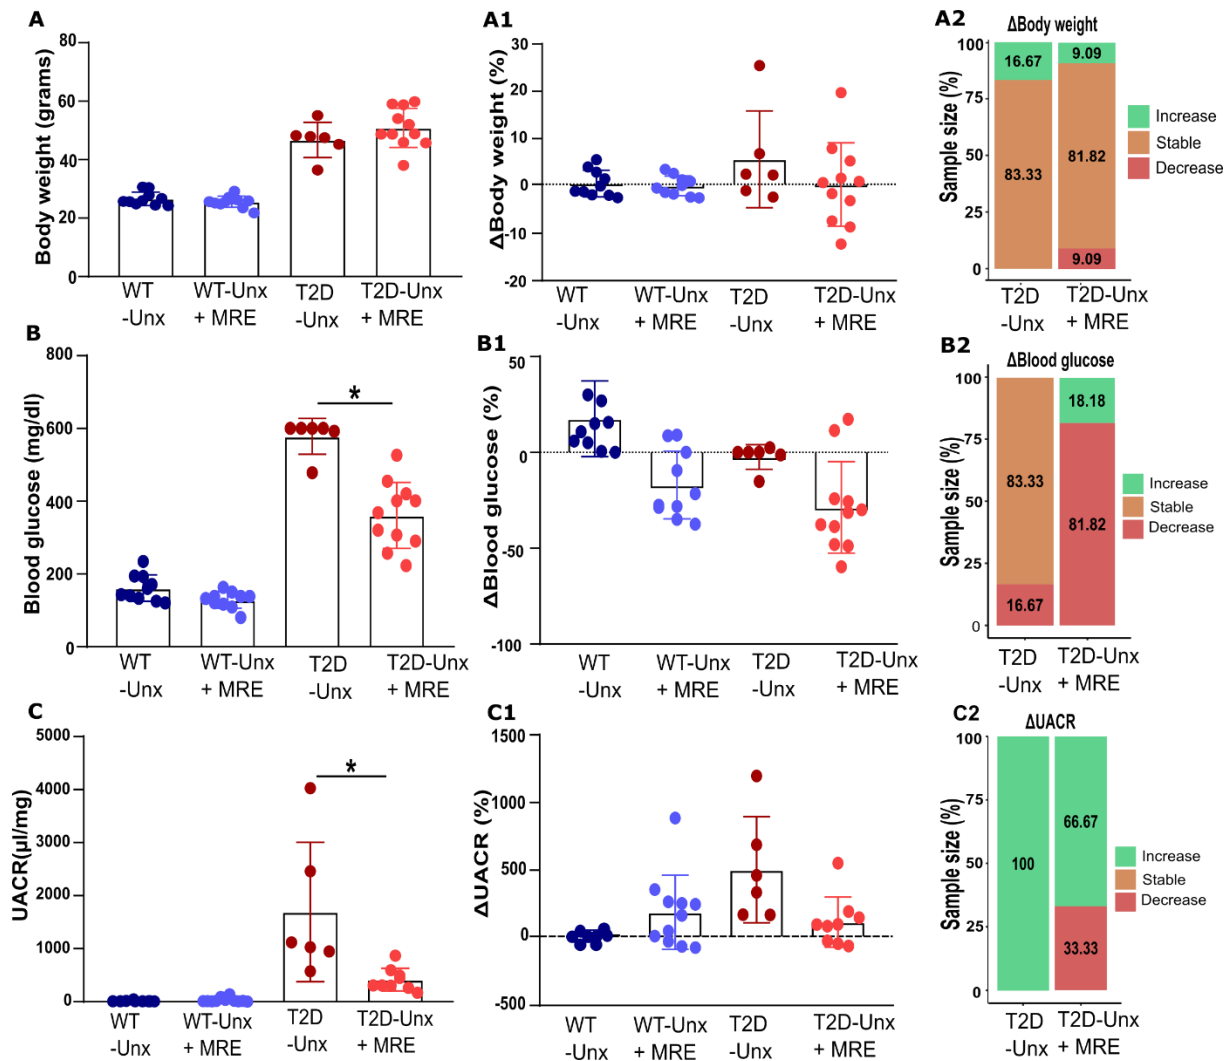 A
Body weight (grams)
80
60
40
20
0
WT
-Unx
WT-Unx
+ MRE
T2D
-Unx
T2D-Unx
+ MRE
A1
ΔBody weight (%)
30
20
10
0
-10
-20
WT
-Unx
WT-Unx
+ MRE
T2D
-Unx
T2D-Unx
+ MRE
A2
ΔBody weight
Sample size (%)
100
75
50
25
0
16.67
83.33
9.09
81.82
9.09
T2D
-Unx
T2D-Unx
+ MRE
Increase
Stable
Decrease
B
Blood glucose (mg/dl)
800
600
400
200
0
*
WT
-Unx
WT-Unx
+ MRE
T2D
-Unx
T2D-Unx
+ MRE
B1
ΔBlood glucose (%)
50
0
-50
-100
WT
-Unx
WT-Unx
+ MRE
T2D
-Unx
T2D-Unx
+ MRE
B2
ΔBlood glucose
Sample size (%)
100
75
50
25
0
83.33
16.67
18.18
81.82
T2D
-Unx
T2D-Unx
+ MRE
Increase
Stable
Decrease
C
UACR(µl/mg)
5000
4000
3000
2000
1000
0
*
WT
-Unx
WT-Unx
+ MRE
T2D
-Unx
T2D-Unx
+ MRE
C1
ΔUACR (%)
1500
1000
500
0
-500
WT
-Unx
WT-Unx
+ MRE
T2D
-Unx
T2D-Unx
+ MRE
C2
ΔUACR
Sample size (%)
100
75
50
25
0
100
66.67
33.33
T2D
-Unx
T2D-Unx
+ MRE
Increase
Stable
Decrease